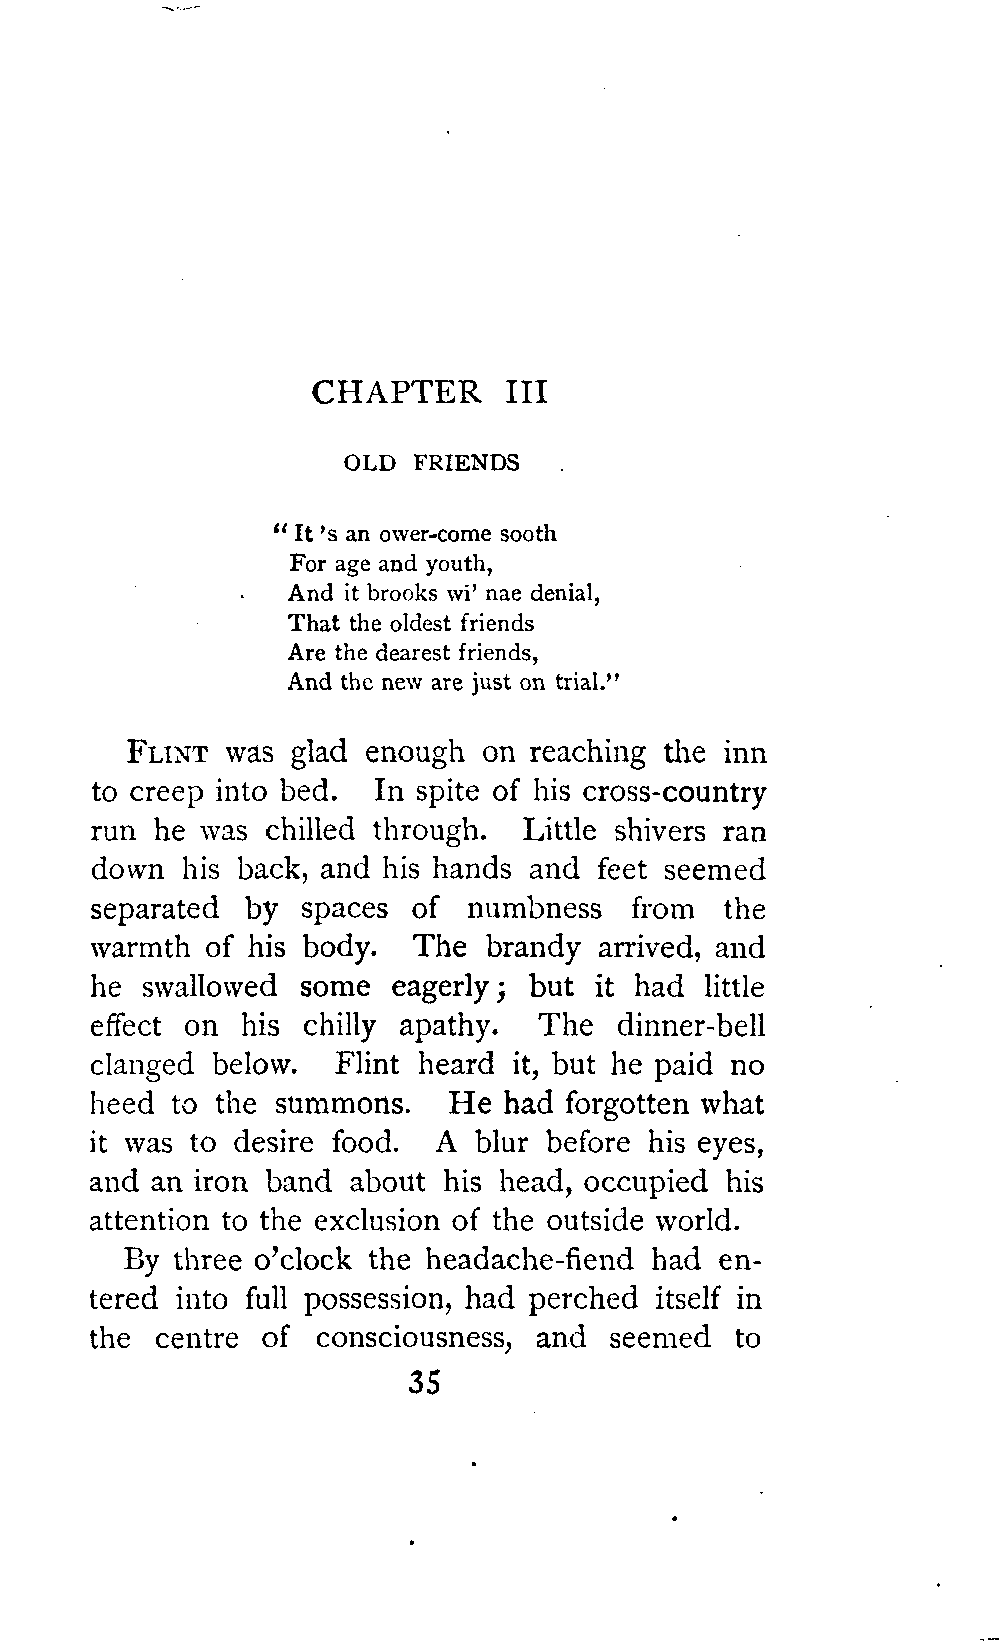 CHAPTER III
OLD FRIENDS
“It 's an ower-come sooth
For age and youth,
And it brooks wi' nae denial,
That the oldest friends
Are the dearest friends,
And the new are just on trial.”
FLINT was glad enough on reaching the inn
to creep into bed. In spite of his cross-country
run he was chilled through. Little shivers ran
down his back, and his hands and feet seemed
separated by spaces of numbness from the
warmth of his body. The brandy arrived, and
he swallowed some eagerly; but it had little
effect on his chilly apathy. The dinner-bell
clanged below. Flint heard it, but he paid no
heed to the summons. He had forgotten what
it was to desire food. A blur before his eyes,
and an iron band about his head, occupied his
attention to the exclusion of the outside world.
By three o'clock the headache-fiend had en-
tered into full possession, had perched itself in
the centre of consciousness, and seemed to
35